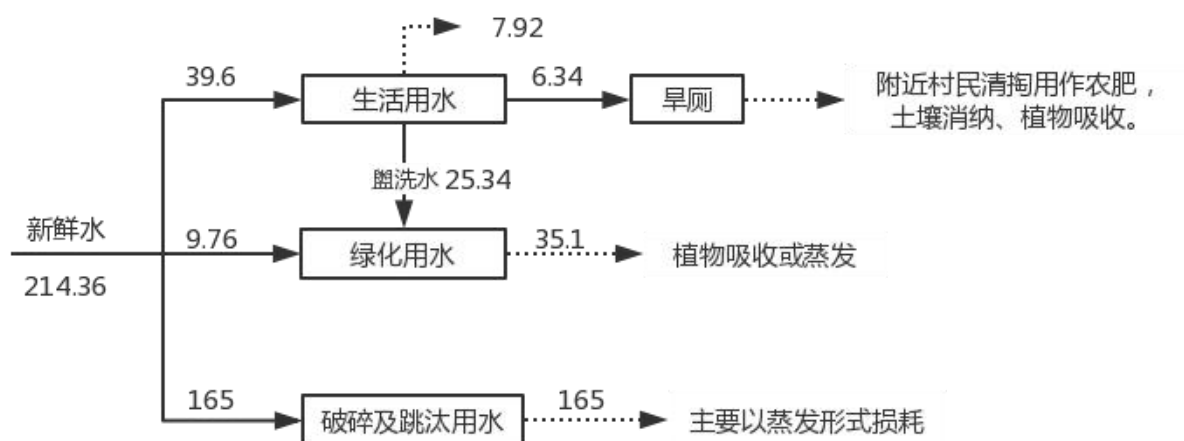 7.92
39.6
生活用水
6.34
旱厕
附近村民清掏用作农肥，
土壤消纳、植物吸收。
盥洗水 25.34
新鲜水
214.36
9.76
绿化用水
35.1
植物吸收或蒸发
165
破碎及跳汰用水
165
主要以蒸发形式损耗